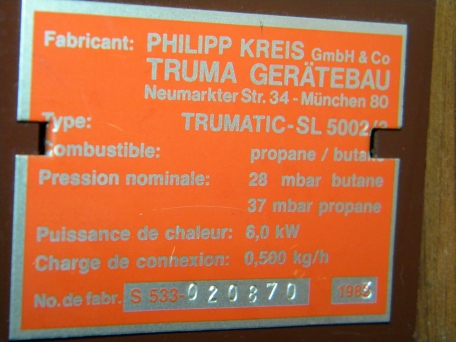 Fabricant: PHILIPP KREIS GmbH & Co
TRUMA GERÄTEBAU
Neumarkter Str. 34 - München 80
Type: TRUMATIC-SL 5002/2
Combustible: propane / butane
Pression nominale: 28 mbar butane
37 mbar propane
Puissance de chaleur: 6,0 kW
Charge de connexion: 0,500 kg/h
No. de fabr. S 533-020870 1983